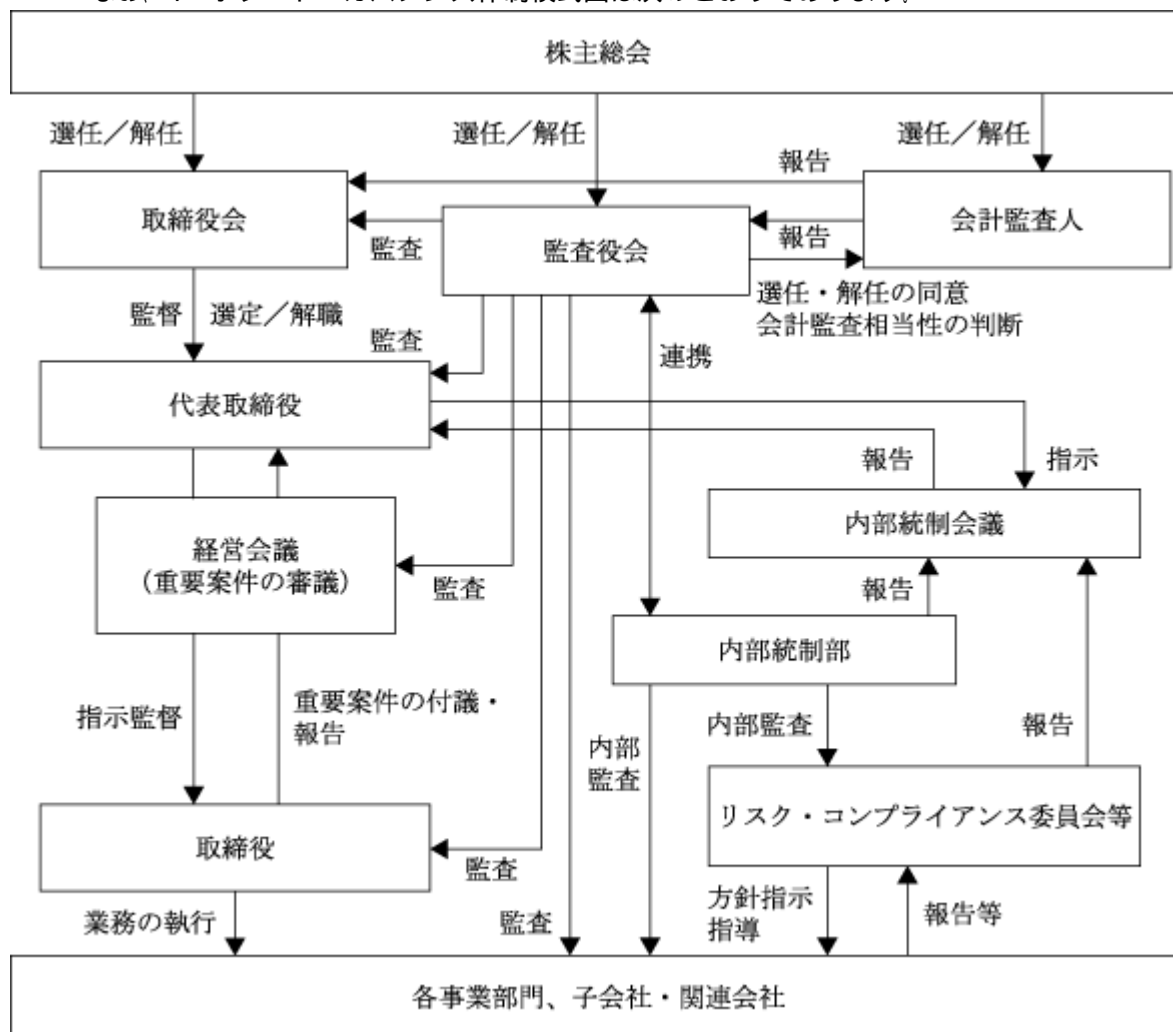 株主総会
選任／解任
選任／解任
選任／解任
報告
取締役会
監査役会
会計監査人
監査
報告
選任・解任の同意
会計監査相当性の判断
監督
選定／解職
監査
連携
代表取締役
報告
指示
経営会議
（重要案件の審議）
監査
内部統制会議
報告
内部統制部
指示監督
重要案件の付議・
報告
内部
監査
内部監査
報告
リスク・コンプライアンス委員会等
取締役
監査
業務の執行
監査
方針指示
指導
報告等
各事業部門、子会社・関連会社